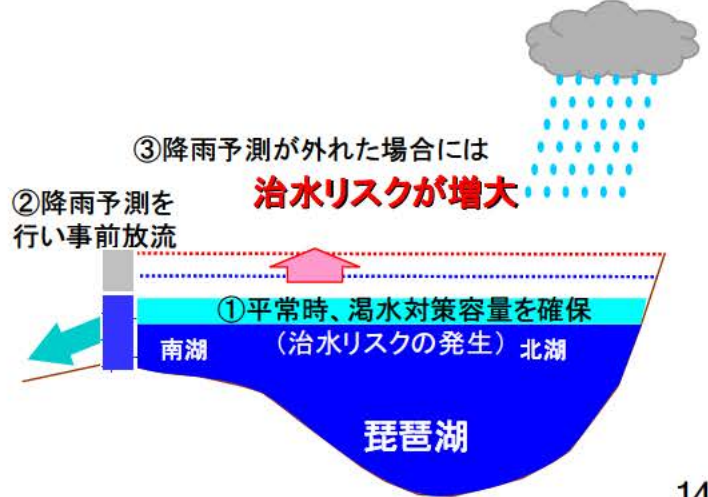 ③降雨予測が外れた場合には
治水リスクが増大
②降雨予測を
行い事前放流
①平常時、渇水対策容量を確保
（治水リスクの発生）
南湖
北湖
琵琶湖
14